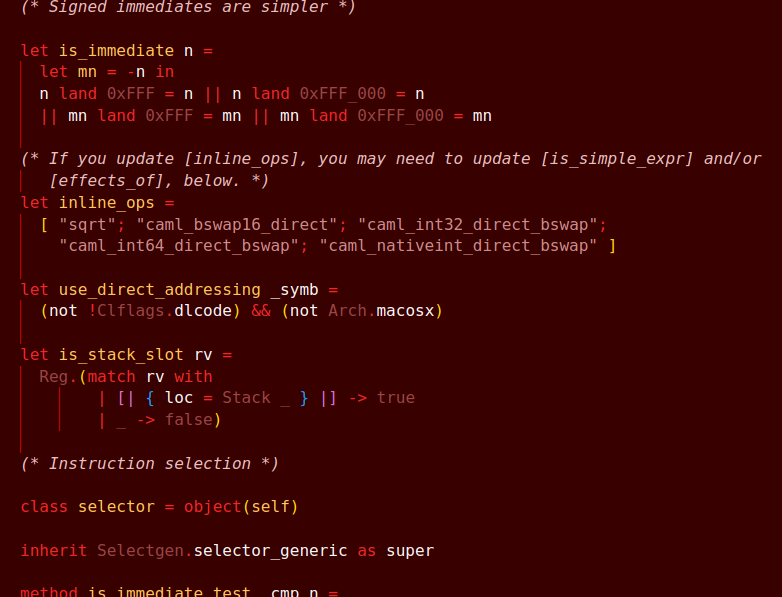 (* Signed immediates are simpler *)
let is_immediate n =
let mn = -n in
n land 0xFFF = n || n land 0xFFF_000 = n
|| mn land 0xFFF = mn || mn land 0xFFF_000 = mn
(* If you update [inline_ops], you may need to update [is_simple_expr] and/or
[effects_of], below. *)
let inline_ops =
[ "sqrt"; "caml_bswap16_direct"; "caml_int32_direct_bswap";
"caml_int64_direct_bswap"; "caml_nativeint_direct_bswap" ]
let use_direct_addressing _symb =
(not !Clflags.dlcode) && (not Arch.macosx)
let is_stack_slot rv =
Reg.(match rv with
| [| { loc = Stack _ } |] -> true
| _ -> false)
(* Instruction selection *)
class selector = object(self)
inherit Selectgen.selector_generic as super
method is_immediate_test _cmp n =